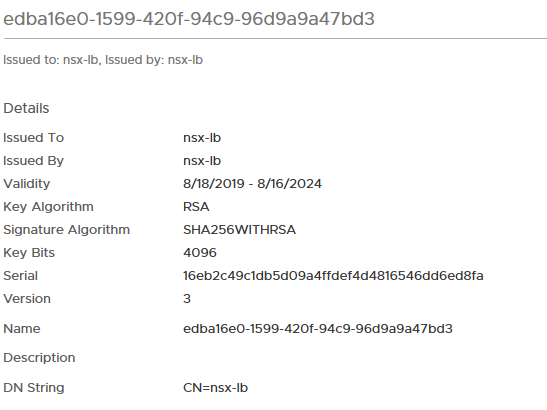 edba16e0-1599-420f-94c9-96d9a9a47bd3
Issued to: nsx-lb, Issued by: nsx-lb
Details
Issued To nsx-lb
Issued By nsx-lb
Validity 8/18/2019 - 8/16/2024
Key Algorithm RSA
Signature Algorithm SHA256WITHRSA
Key Bits 4096
Serial 16eb2c49c1db5d09a4ffdef4d4816546dd6ed8fa
Version 3
Name edba16e0-1599-420f-94c9-96d9a9a47bd3
Description
DN String CN=nsx-lb